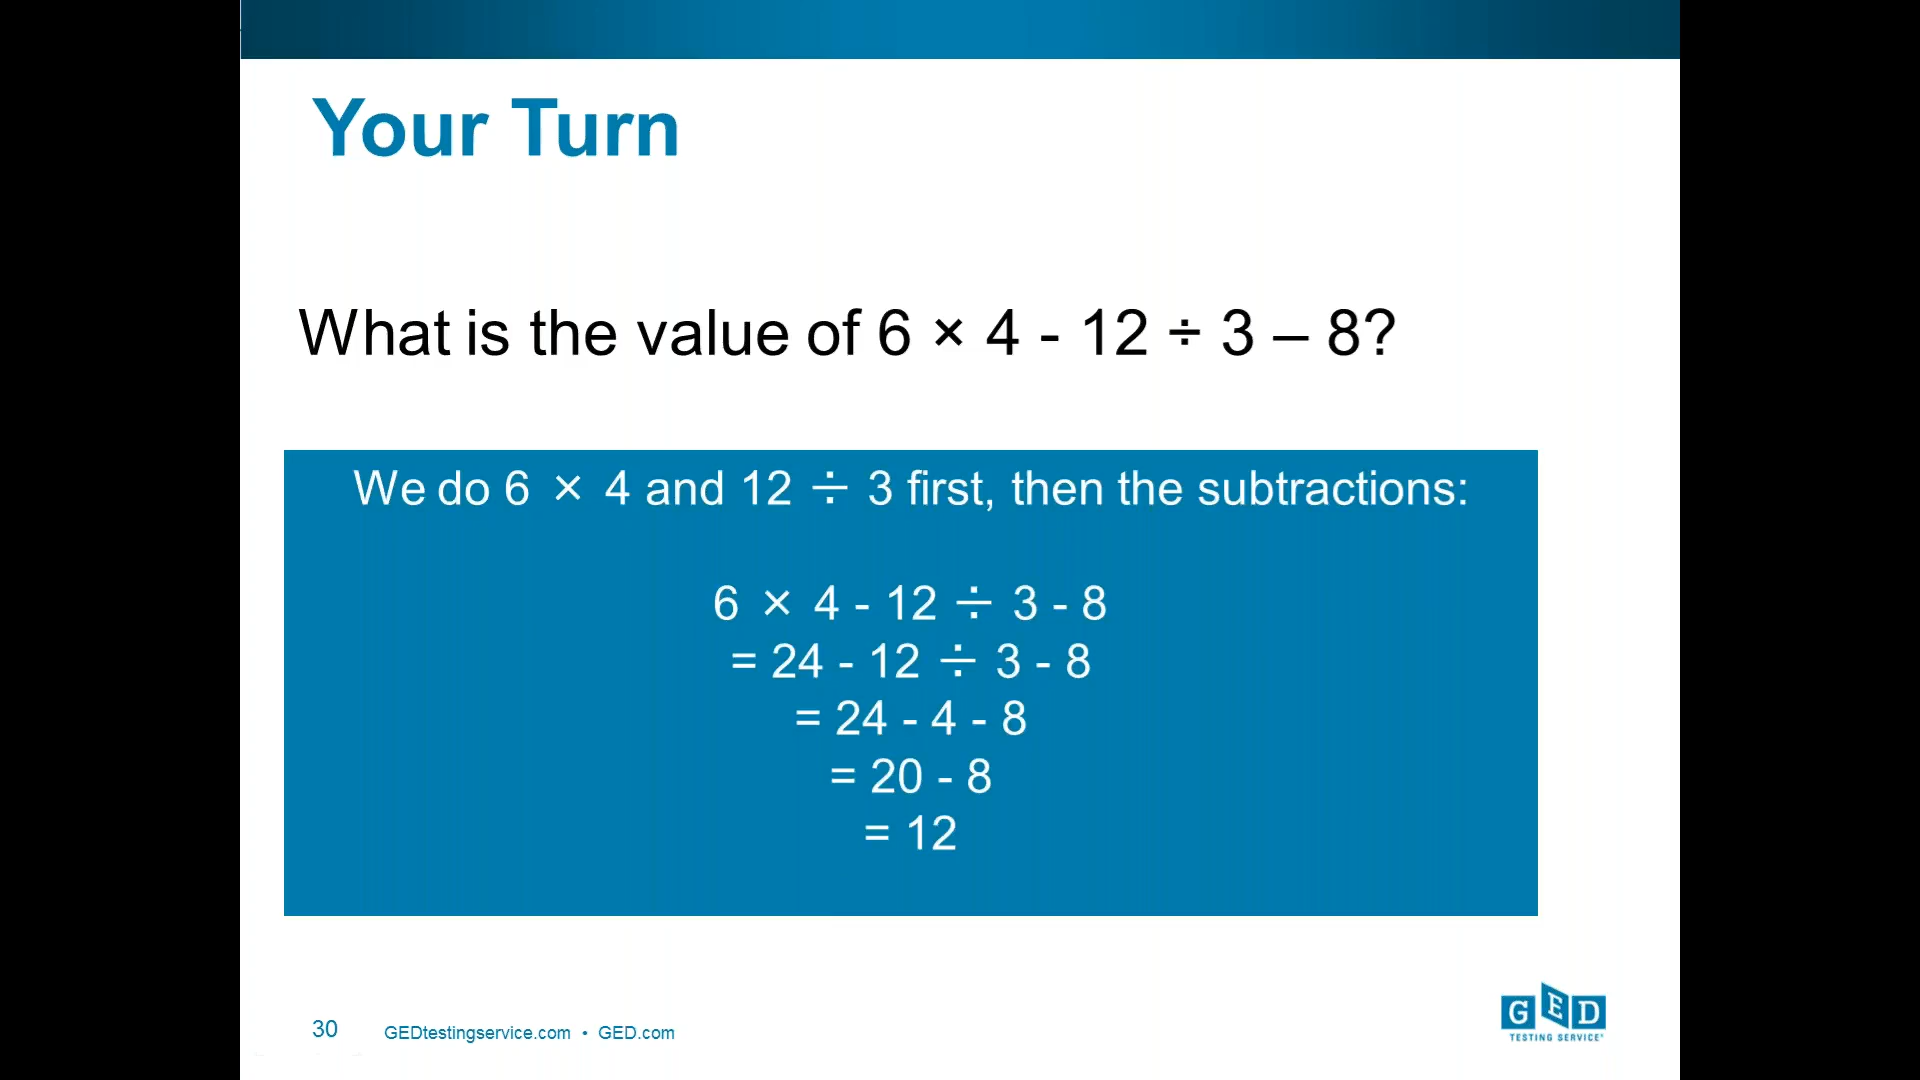 Your Turn
What is the value of 6 × 4 - 12 ÷ 3 – 8?
We do 6 × 4 and 12 ÷ 3 first, then the subtractions:
6 × 4 - 12 ÷ 3 - 8
= 24 - 12 ÷ 3 - 8
= 24 - 4 - 8
= 20 - 8
= 12
30 GEDtestingservice.com • GED.com
GED
TESTING SERVICE®